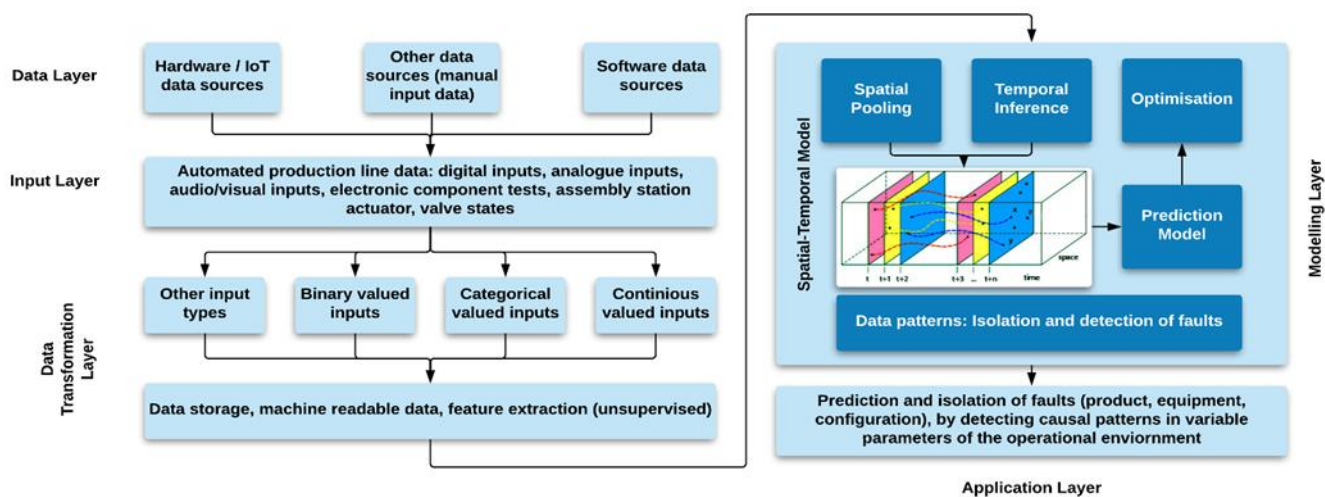 Data Layer
Hardware / IoT
data sources
Other data
sources (manual
input data)
Software data
sources
Input Layer
Automated production line data: digital inputs, analogue inputs,
audio/visual inputs, electronic component tests, assembly station
actuator, valve states
Data
Transformation
Layer
Other input
types
Binary valued
inputs
Categorical
valued inputs
Continious
valued inputs
Data storage, machine readable data, feature extraction (unsupervised)
Spatial-Temporal Model
Spatial
Pooling
Temporal
Inference
Optimisation
Prediction
Model
space
time
t t+1 t+2 t+3 ... t+n
x
y
y
Data patterns: Isolation and detection of faults
Modelling Layer
Prediction and isolation of faults (product, equipment,
configuration), by detecting causal patterns in variable
parameters of the operational enviornment
Application Layer